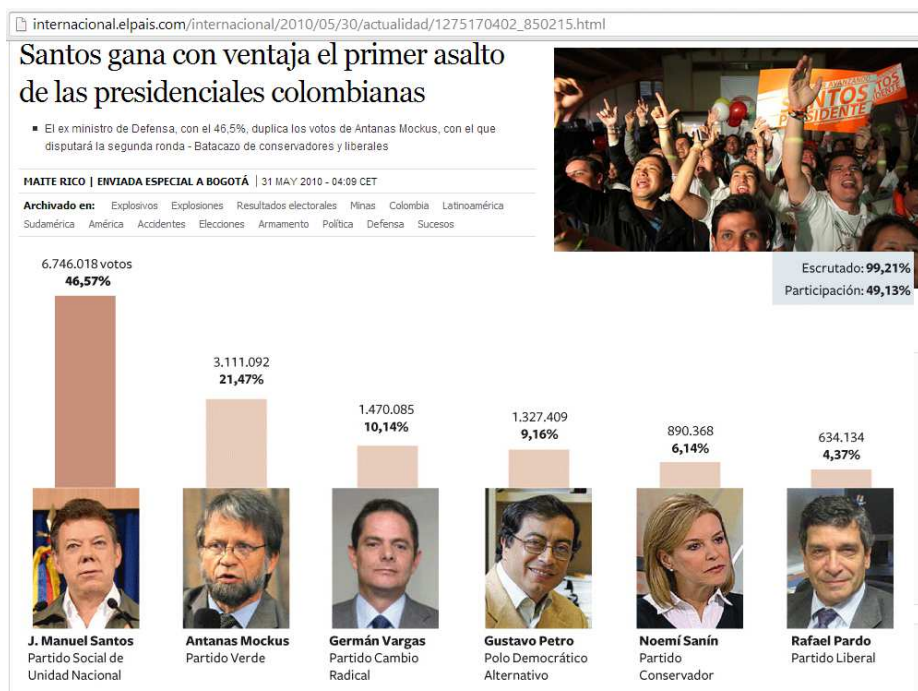 internacional.elpais.com/internacional/2010/05/30/actualidad/1275170402_850215.html
Santos gana con ventaja el primer asalto
de las presidenciales colombianas
El ex ministro de Defensa, con el 46,5%, duplica los votos de Antanas Mockus, con el que
disputará la segunda ronda - Batacazo de conservadores y liberales
MAITE RICO | ENVIADA ESPECIAL A BOGOTÁ | 31 MAY 2010 - 04:09 CET
Archivado en: Explosivos Explosiones Resultados electorales Minas Colombia Latinoamérica
Sudamérica América Accidentes Elecciones Armamento Política Defensa Sucesos
AVANZANDO
SANTOS
PRESIDENTE
Escrutado: 99,21%
Participación: 49,13%
6.746.018 votos
46,57%
3.111.092
21,47%
1.470.085
10,14%
1.327.409
9,16%
890.368
6,14%
634.134
4,37%
J. Manuel Santos
Partido Social de
Unidad Nacional
Antanas Mockus
Partido Verde
Germán Vargas
Partido Cambio
Radical
Gustavo Petro
Polo Democrático
Alternativo
Noemí Sanín
Partido
Conservador
Rafael Pardo
Partido Liberal